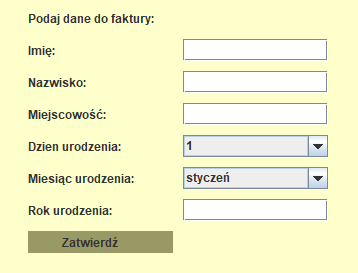 Podaj dane do faktury:
Imię:
Nazwisko:
Miejscowość:
Dzien urodzenia: 1
Miesiąc urodzenia: styczeń
Rok urodzenia:
Zatwierdź